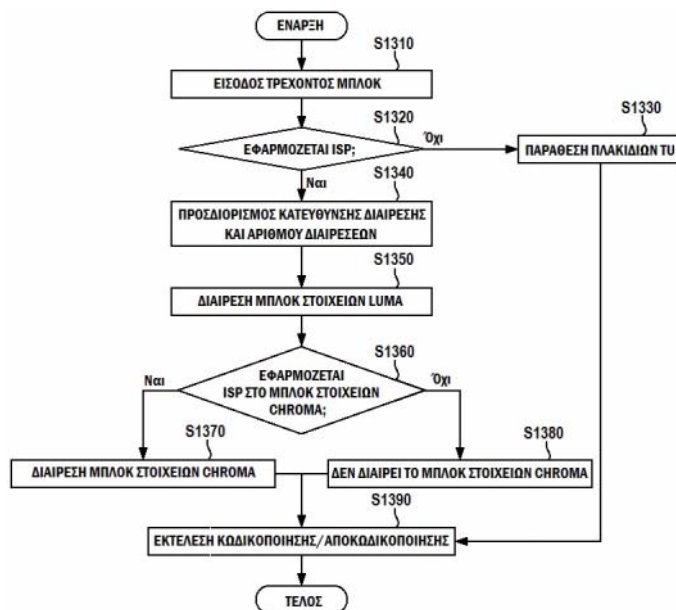 ΕΝΑΡΞΗ
S1310
ΕΙΣΟΔΟΣ ΤΡΕΧΟΝΤΟΣ ΜΠΛΟΚ
S1320
ΕΦΑΡΜΟΖΕΤΑΙ ISP;
Όχι
S1330
ΠΑΡΑΘΕΣΗ ΠΛΑΚΙΔΙΩΝ TU
Ναι
S1340
ΠΡΟΣΔΙΟΡΙΣΜΟΣ ΚΑΤΕΥΘΥΝΣΗΣ ΔΙΑΙΡΕΣΗΣ
ΚΑΙ ΑΡΙΘΜΟΥ ΔΙΑΙΡΕΣΕΩΝ
S1350
ΔΙΑΙΡΕΣΗ ΜΠΛΟΚ ΣΤΟΙΧΕΙΩΝ LUMA
S1360
ΕΦΑΡΜΟΖΕΤΑΙ
ISP ΣΤΟ ΜΠΛΟΚ ΣΤΟΙΧΕΙΩΝ
CHROMA;
Ναι
Όχι
S1370
ΔΙΑΙΡΕΣΗ ΜΠΛΟΚ ΣΤΟΙΧΕΙΩΝ CHROMA
S1380
ΔΕΝ ΔΙΑΙΡΕΙ ΤΟ ΜΠΛΟΚ ΣΤΟΙΧΕΙΩΝ CHROMA
S1390
ΕΚΤΕΛΕΣΗ ΚΩΔΙΚΟΠΟΙΗΣΗΣ/ΑΠΟΚΩΔΙΚΟΠΟΙΗΣΗΣ
ΤΕΛΟΣ